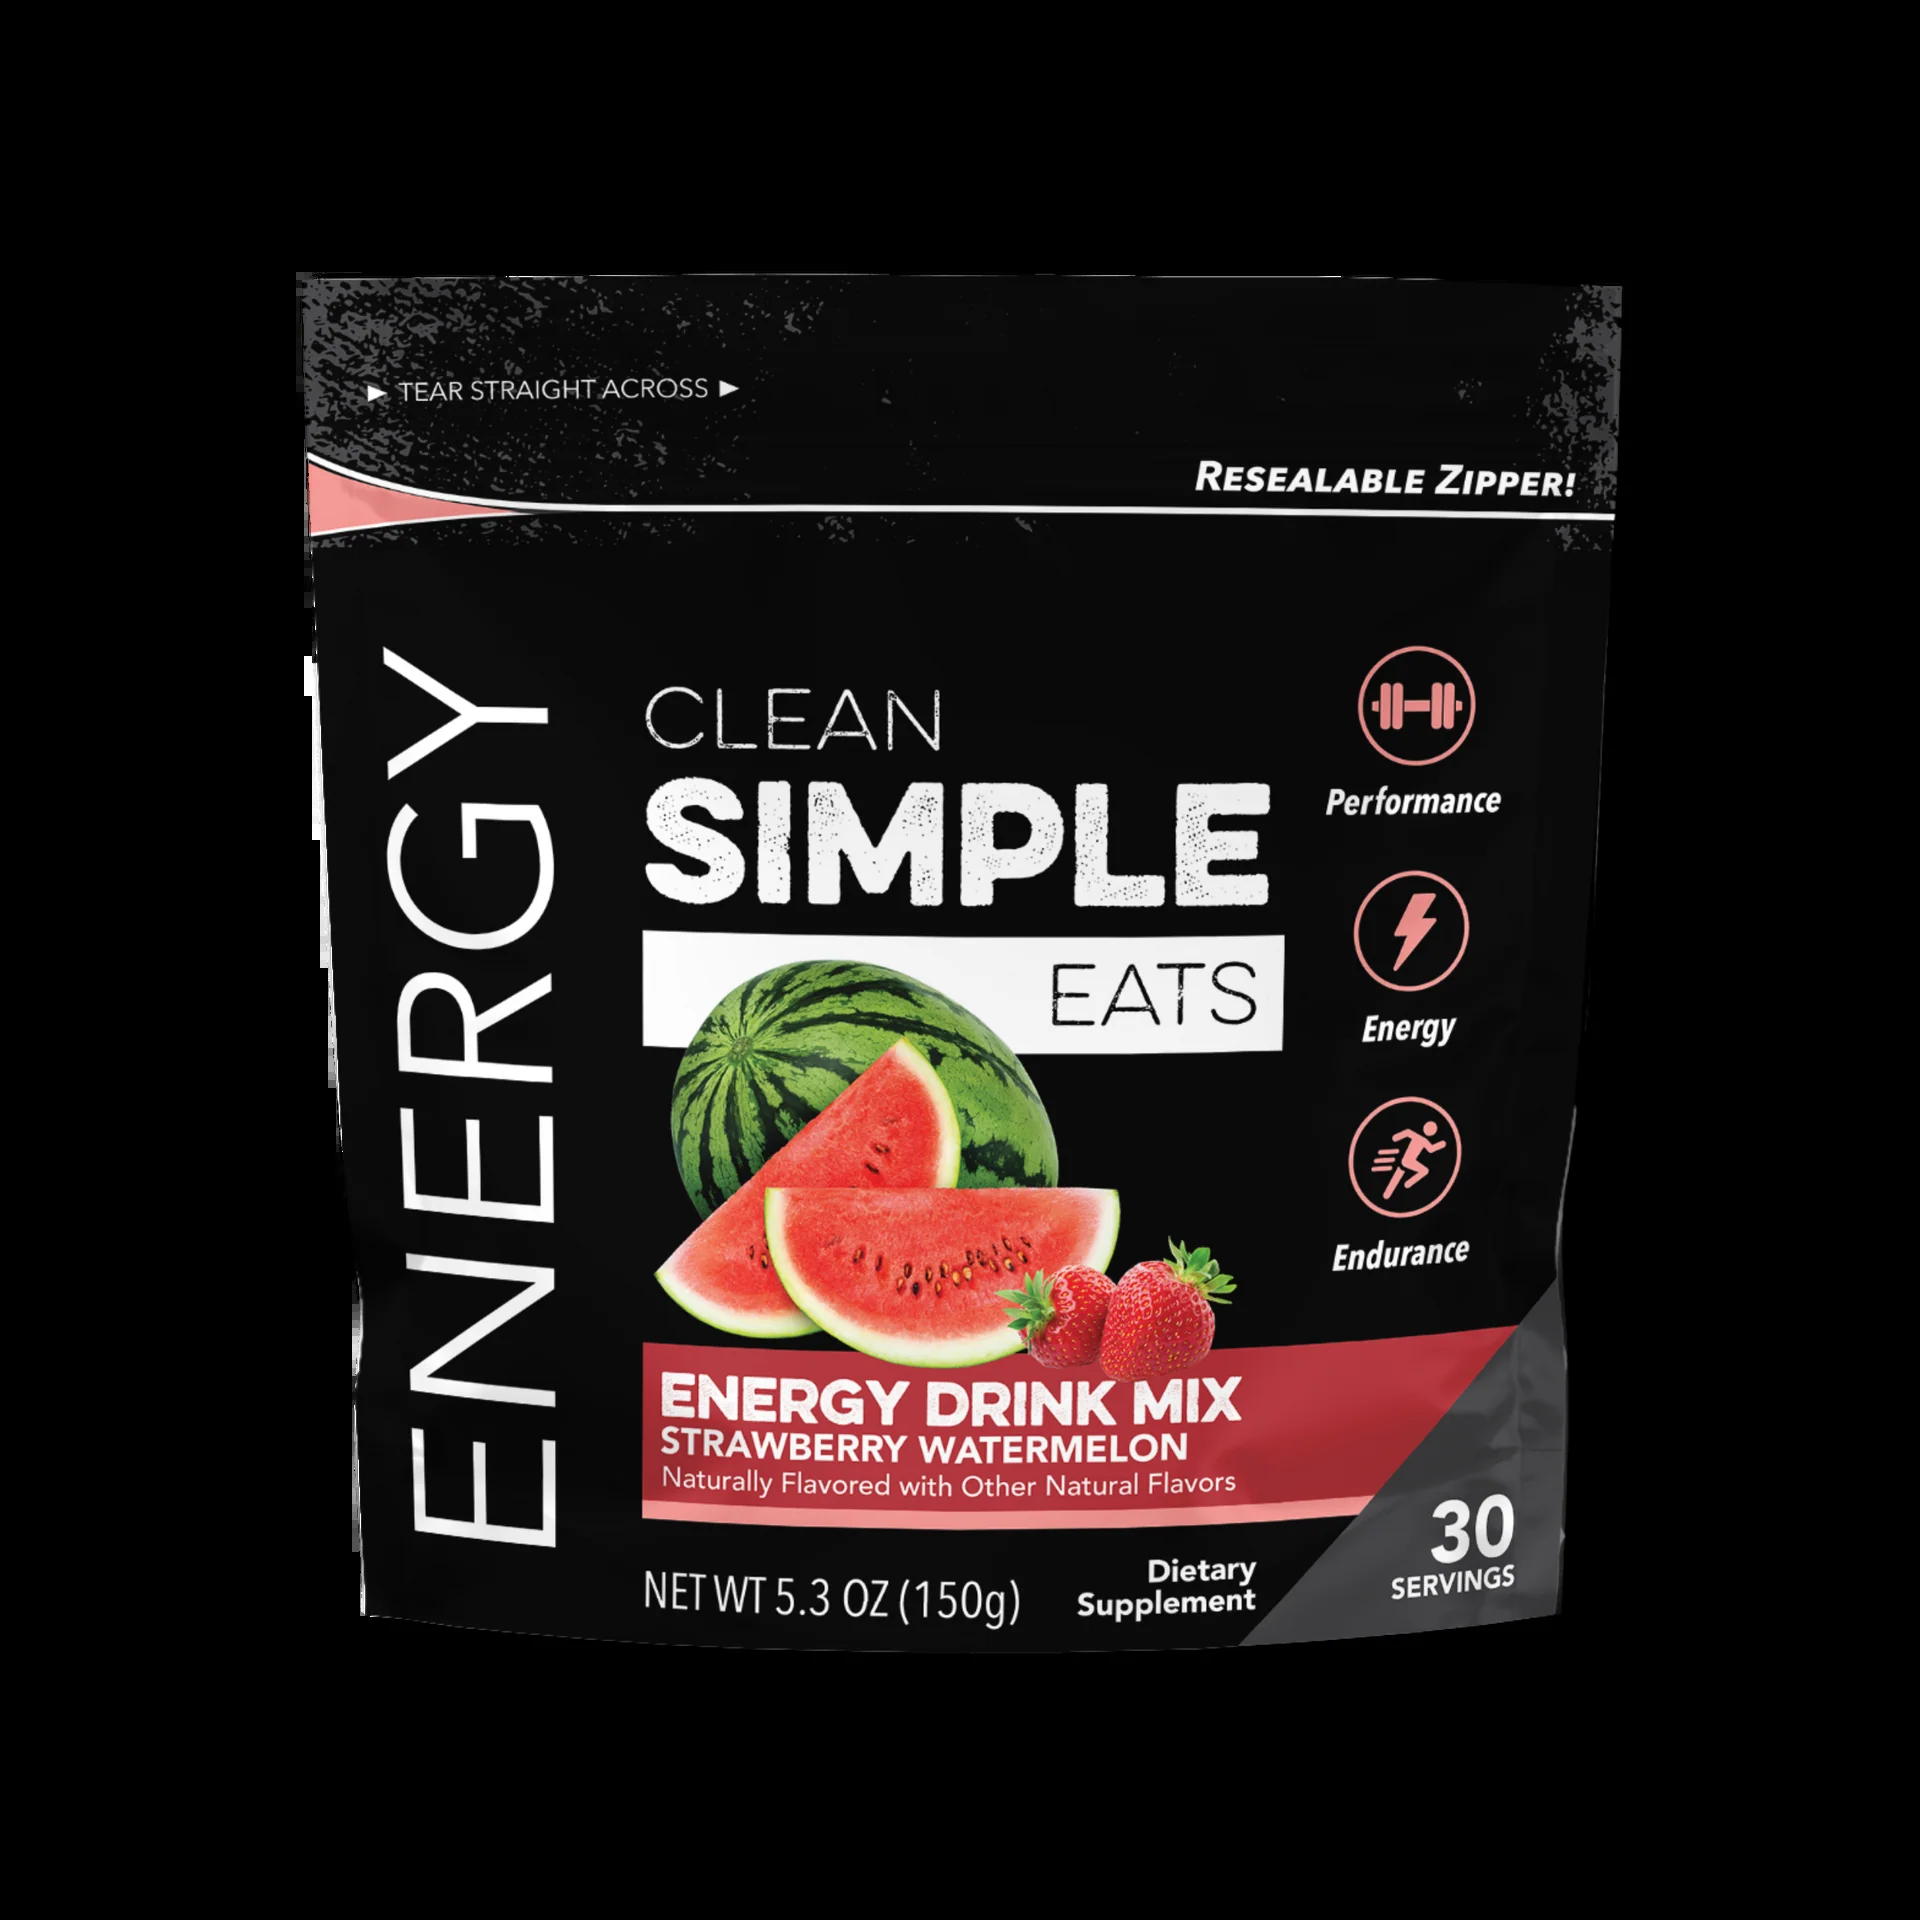 ▶ TEAR STRAIGHT ACROSS ▶
RESEALABLE ZIPPER!
ENERGY
CLEAN
SIMPLE
EATS
Performance
Energy
Endurance
ENERGY DRINK MIX
STRAWBERRY WATERMELON
Naturally Flavored with Other Natural Flavors
NET WT 5.3 OZ (150g)
Dietary
Supplement
30
SERVINGS